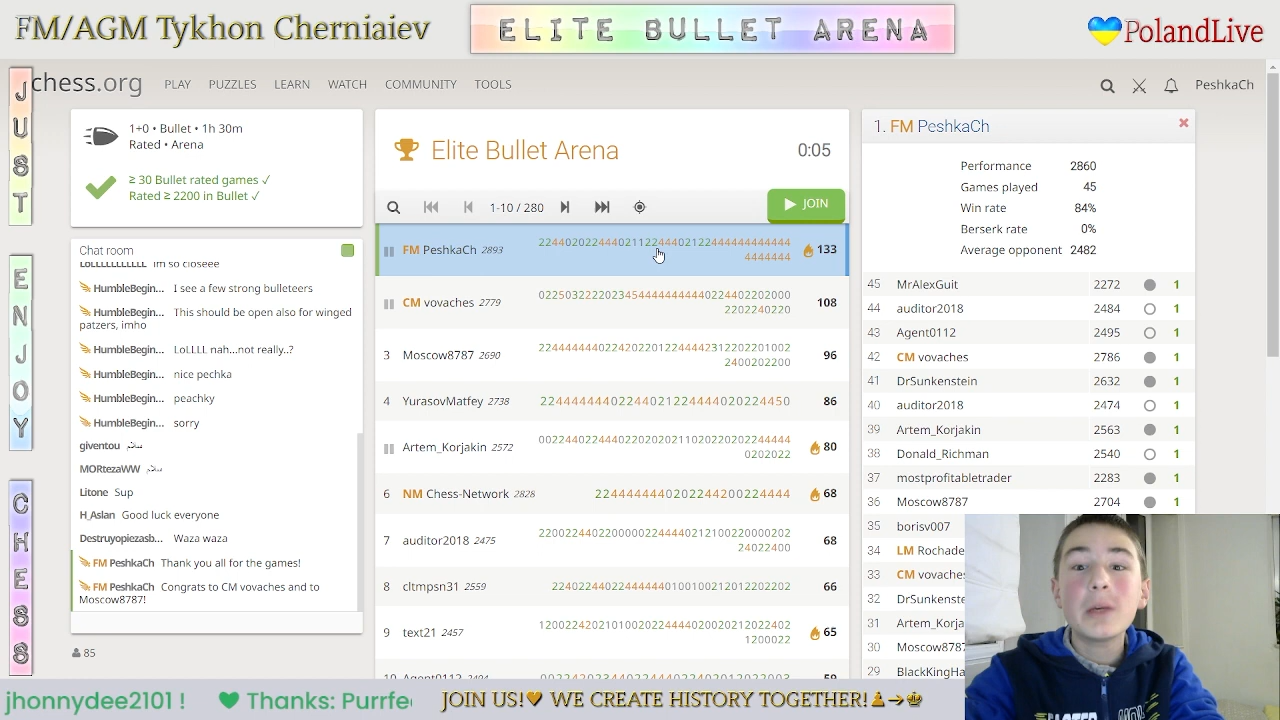 FM/AGM Tykhon Cherniaiev
ELITE BULLET ARENA
PolandLive
JUST
ENJOY
CHESS
chess.org PLAY PUZZLES LEARN WATCH COMMUNITY TOOLS PeshkaCh
1+0 • Bullet • 1h 30m
Rated • Arena
≥ 30 Bullet rated games ✓
Rated ≥ 2200 in Bullet ✓
Chat room
LoLLLLLLLLLLL im so closeee
HumbleBegin... I see a few strong bulleteers
HumbleBegin... This should be open also for winged
patzers, imho
HumbleBegin... LoLLLL nah...not really..?
HumbleBegin... nice pechka
HumbleBegin... peachky
HumbleBegin... sorry
giventou سلام
MORtezaWW سلام
Litone Sup
H_Aslan Good luck everyone
Destruyopiezasb... Waza waza
FM PeshkaCh Thank you all for the games!
FM PeshkaCh Congrats to CM vovaches and to
Moscow8787!
85
Elite Bullet Arena 0:05
1-10 / 280 JOIN
FM PeshkaCh 2893 133
CM vovaches 2779 108
3 Moscow8787 2690 96
4 YurasovMatfey 2738 22444444402244021224444020224450 86
Artem_Korjakin 2572 80
6 NM Chess-Network 2828 68
7 auditor2018 2475 68
8 cltmpsn31 2559 66
9 text21 2457 65
1. FM PeshkaCh
Performance 2860
Games played 45
Win rate 84%
Berserk rate 0%
Average opponent 2482
45 MrAlexGuit 2272 1
44 auditor2018 2484 1
43 Agent0112 2495 1
42 CM vovaches 2786 1
41 DrSunkenstein 2632 1
40 auditor2018 2474 1
39 Artem_Korjakin 2563 1
38 Donald_Richman 2540 1
37 mostprofitabletrader 2283 1
36 Moscow8787 2704 1
35 borisv007
34 LM Rochade
33 CM vovaches
32 DrSunkenste
31 Artem_Korja
30 Moscow8787
29 BlackKingHa
jhonnydee2101 ! Thanks: Purrfe
JOIN US! WE CREATE HISTORY TOGETHER!